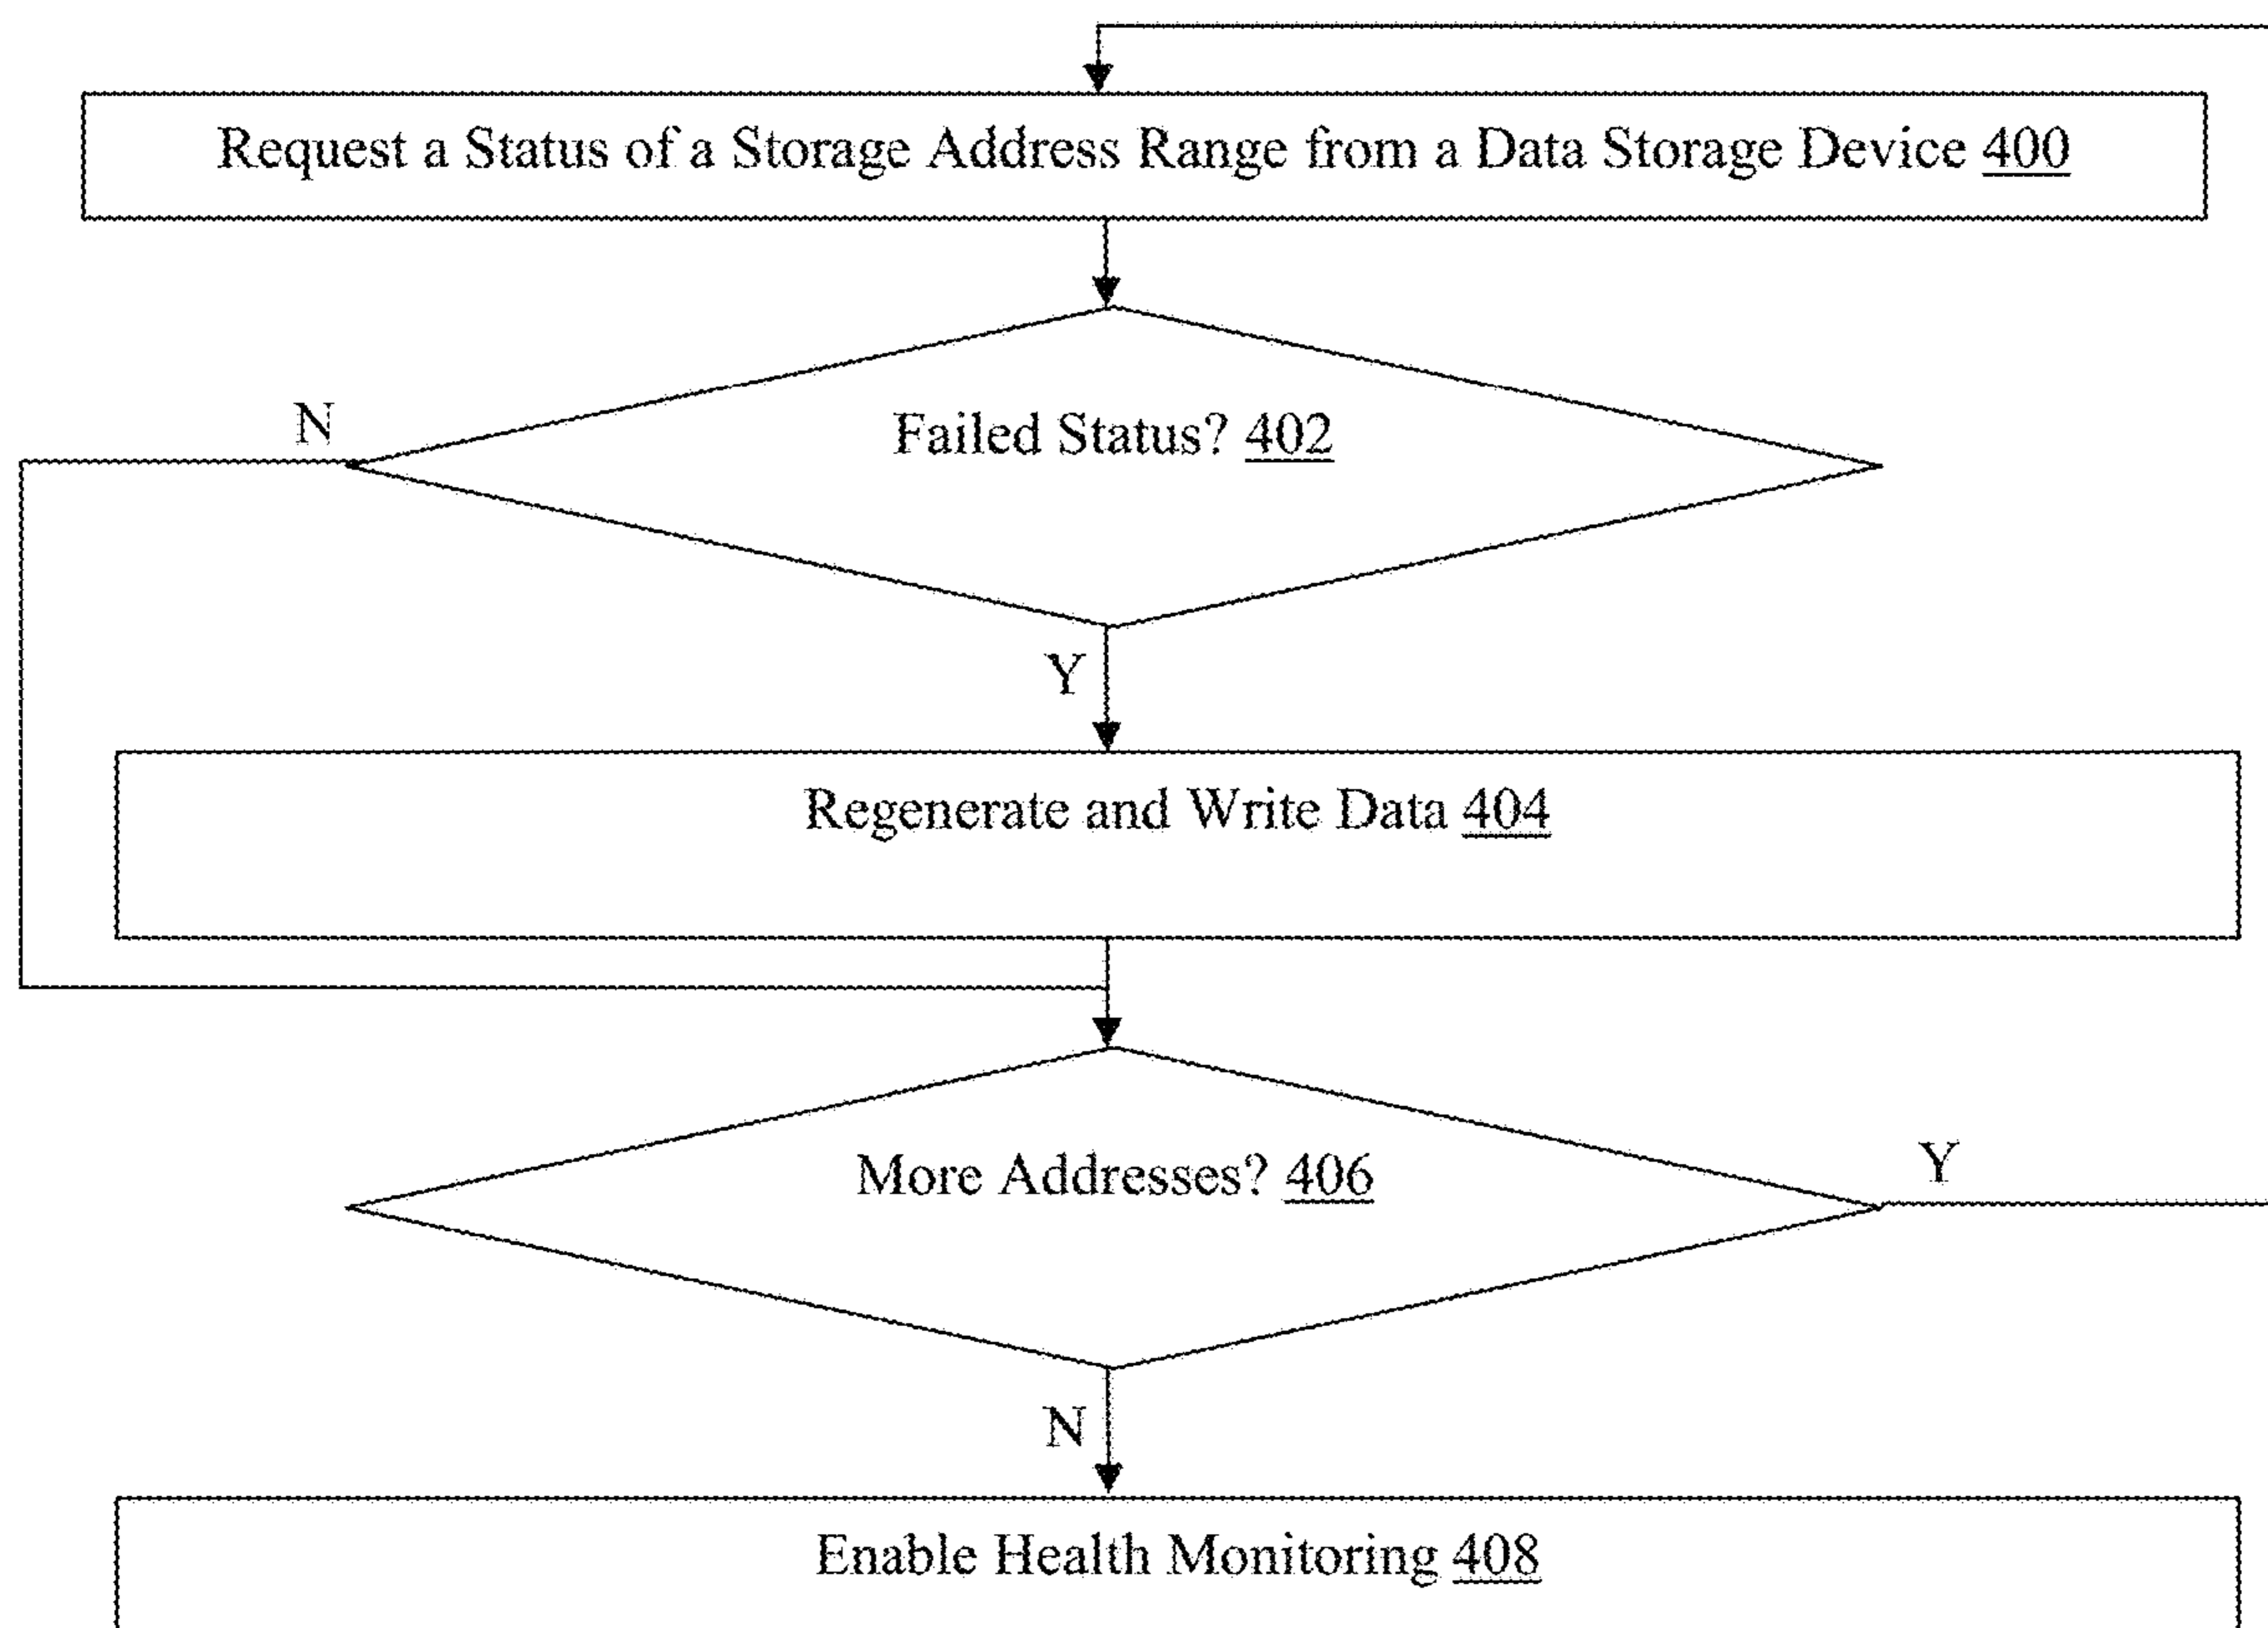 Request a Status of a Storage Address Range from a Data Storage Device 400
Failed Status? 402
N
Y
Regenerate and Write Data 404
More Addresses? 406
Y
N
Enable Health Monitoring 408